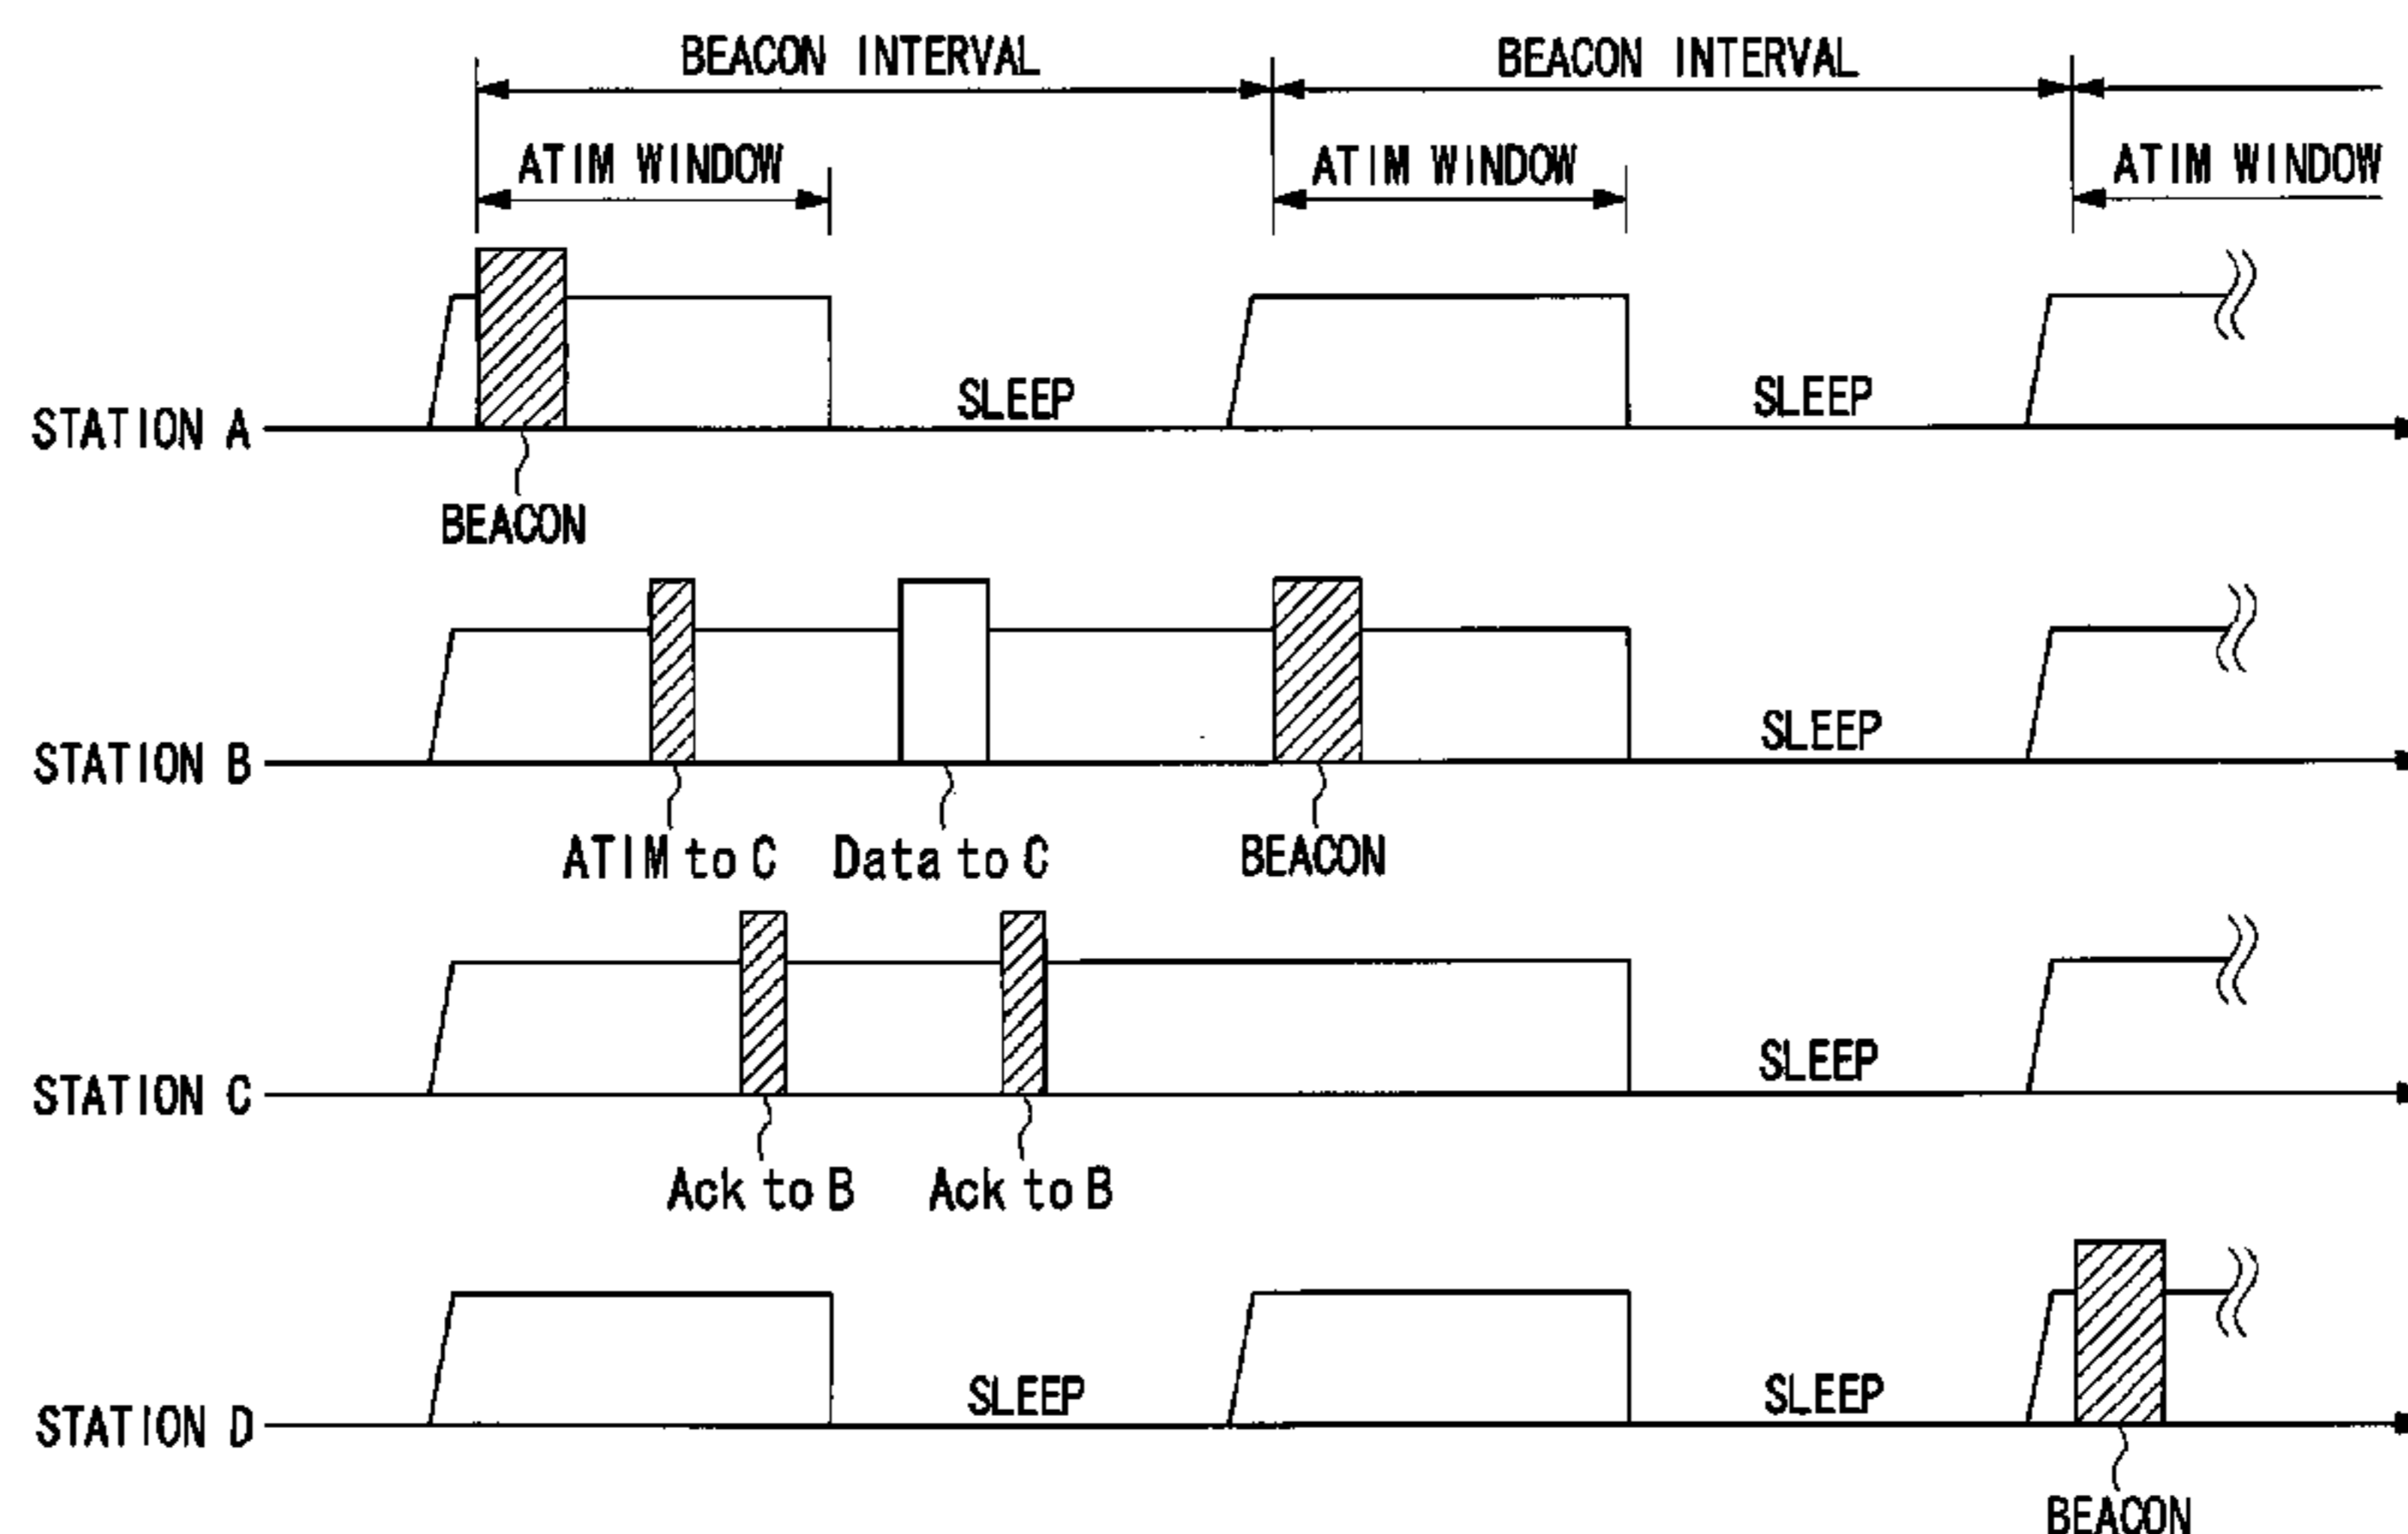 BEACON INTERVAL
BEACON INTERVAL
ATIM WINDOW
ATIM WINDOW
ATIM WINDOW
SLEEP
SLEEP
STATION A
BEACON
SLEEP
STATION B
ATIM to C
Data to C
BEACON
SLEEP
STATION C
Ack to B
Ack to B
SLEEP
SLEEP
STATION D
BEACON